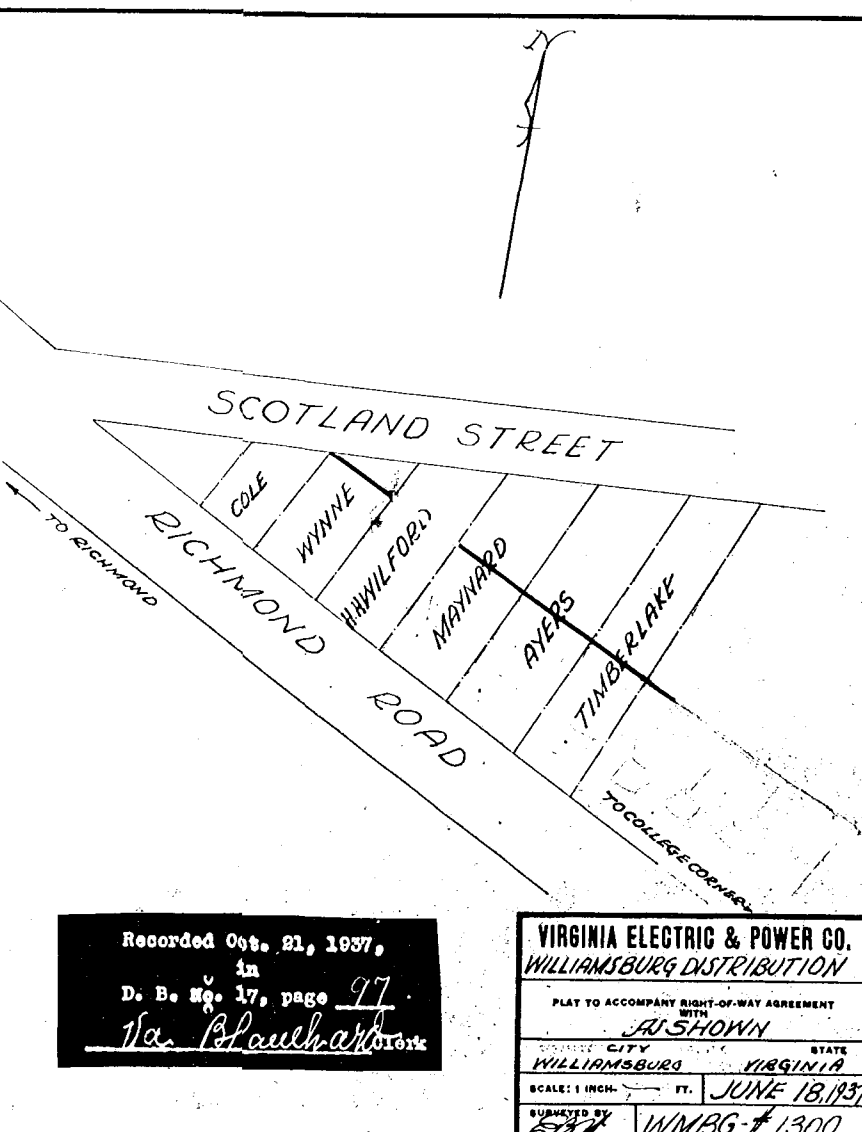 N
SCOTLAND STREET
COLE
WYNNE
H.H.WILFORD
MAYNARD
AYERS
TIMBERLAKE
RICHMOND ROAD
TO RICHMOND
TO COLLEGE CORNER
Recorded Oct. 21, 1937,
in
D. B. No. 17, page 97
Va. Clerk
VIRGINIA ELECTRIC & POWER CO.
WILLIAMSBURG DISTRIBUTION
PLAT TO ACCOMPANY RIGHT-OF-WAY AGREEMENT
WITH
AS SHOWN
CITY STATE
WILLIAMSBURG VIRGINIA
SCALE: 1 INCH- FT. JUNE 18,1937
SURVEYED BY WMBG-#1300